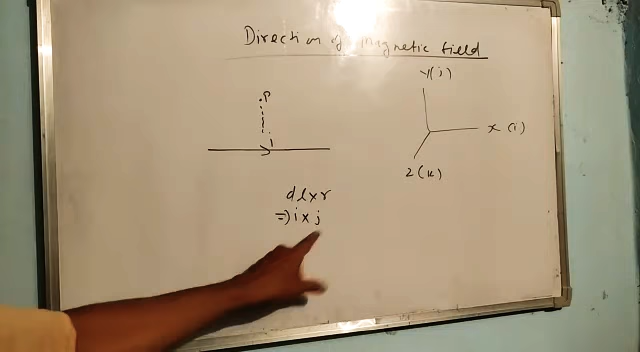 Direction of Magnetic field
Y(j)
P
i
X (i)
Z(k)
dl×r
⇒ i×j